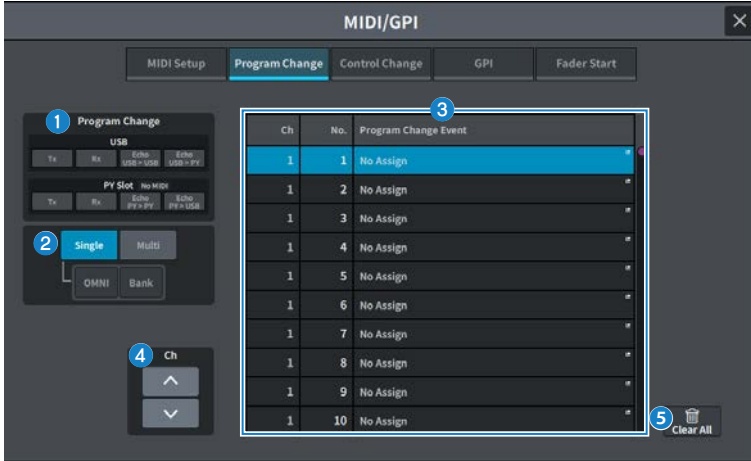 MIDI/GPI
MIDI Setup
Program Change
Control Change
GPI
Fader Start
1
Program Change
USB
Tx
Rx
Echo
USB > USB
Echo
USB > PY
PY Slot No MIDI
Tx
Rx
Echo
PY > PY
Echo
PY > USB
2
Single
Multi
OMNI
Bank
4
Ch
3
Ch No. Program Change Event
1 1 No Assign
1 2 No Assign
1 3 No Assign
1 4 No Assign
1 5 No Assign
1 6 No Assign
1 7 No Assign
1 8 No Assign
1 9 No Assign
1 10 No Assign
5
Clear All